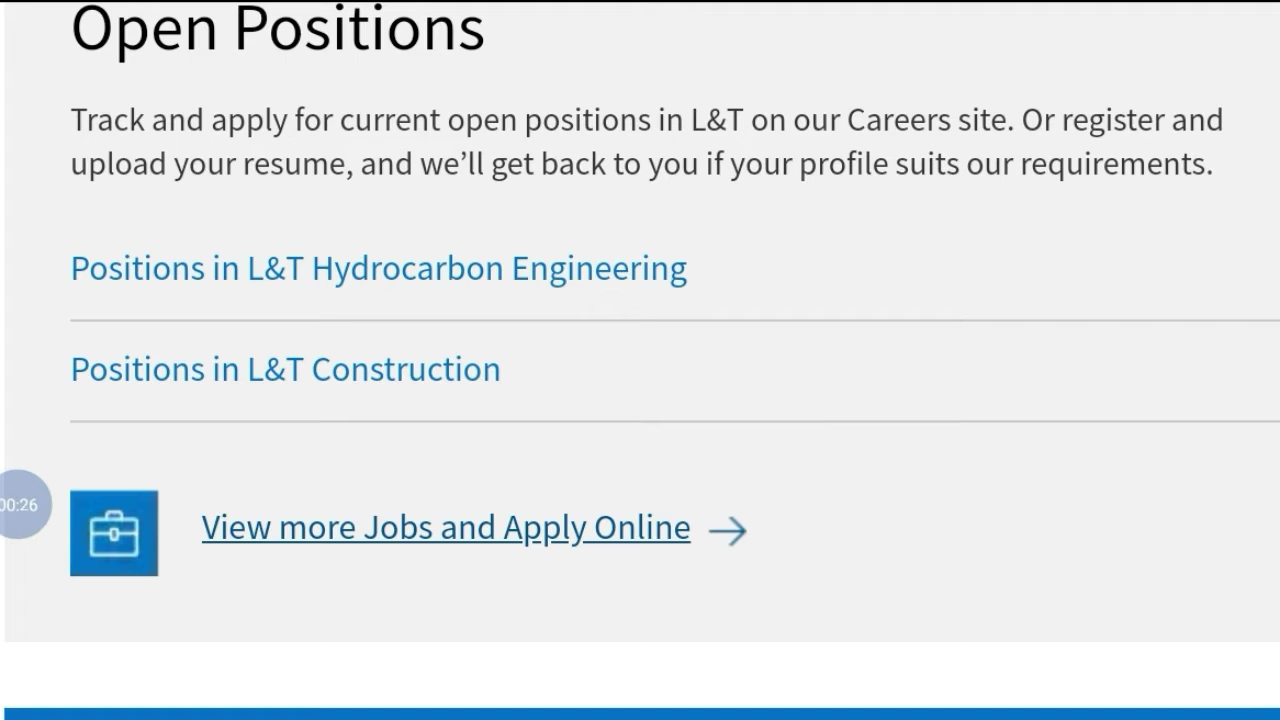 Open Positions
Track and apply for current open positions in L&T on our Careers site. Or register and
upload your resume, and we’ll get back to you if your profile suits our requirements.
Positions in L&T Hydrocarbon Engineering
Positions in L&T Construction
00:26
View more Jobs and Apply Online